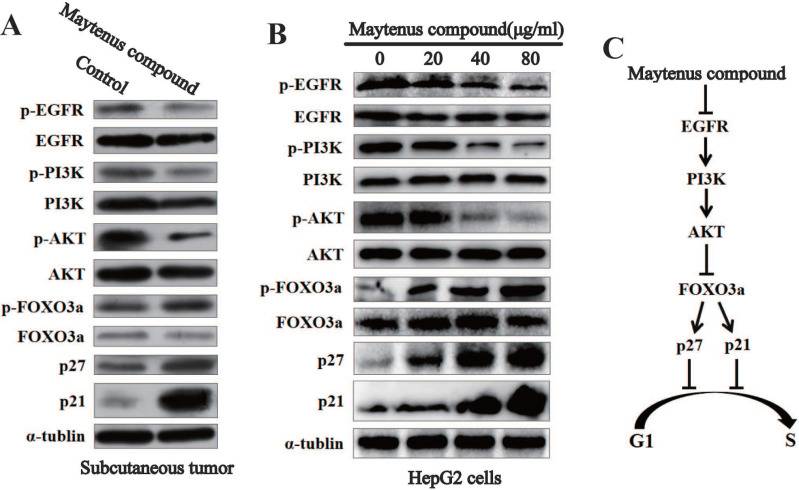 A
Maytenus compound
Control
p-EGFR
EGFR
p-PI3K
PI3K
p-AKT
AKT
p-FOXO3a
FOXO3a
p27
p21
α-tublin
Subcutaneous tumor
B
Maytenus compound(μg/ml)
0 20 40 80
p-EGFR
EGFR
p-PI3K
PI3K
p-AKT
AKT
p-FOXO3a
FOXO3a
p27
p21
α-tublin
HepG2 cells
C
Maytenus compound
EGFR
PI3K
AKT
FOXO3a
p27 p21
G1 S